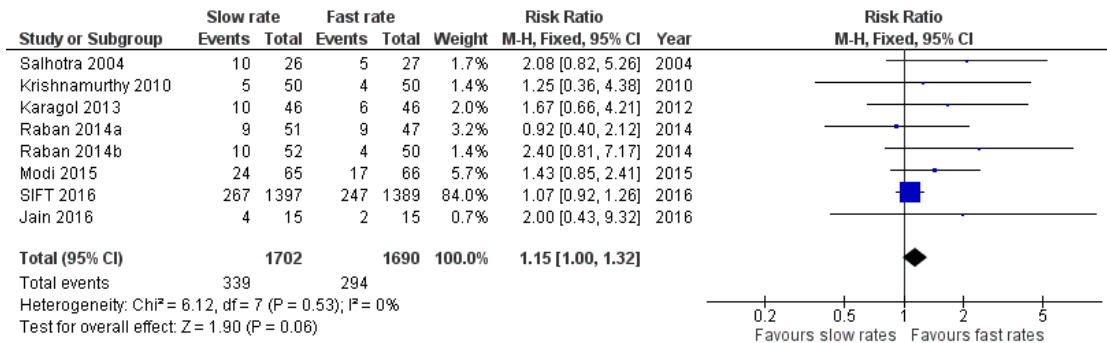 Slow rate Fast rate Risk Ratio Risk Ratio
Study or Subgroup Events Total Events Total Weight M-H, Fixed, 95% CI Year M-H, Fixed, 95% CI
Salhotra 2004 10 26 5 27 1.7% 2.08 [0.82, 5.26] 2004
Krishnamurthy 2010 5 50 4 50 1.4% 1.25 [0.36, 4.38] 2010
Karagol 2013 10 46 6 46 2.0% 1.67 [0.66, 4.21] 2012
Raban 2014a 9 51 9 47 3.2% 0.92 [0.40, 2.12] 2014
Raban 2014b 10 52 4 50 1.4% 2.40 [0.81, 7.17] 2014
Modi 2015 24 65 17 66 5.7% 1.43 [0.85, 2.41] 2015
SIFT 2016 267 1397 247 1389 84.0% 1.07 [0.92, 1.26] 2016
Jain 2016 4 15 2 15 0.7% 2.00 [0.43, 9.32] 2016
Total (95% CI) 1702 1690 100.0% 1.15 [1.00, 1.32]
Total events 339 294
Heterogeneity: Chi² = 6.12, df = 7 (P = 0.53); I² = 0%
Test for overall effect: Z = 1.90 (P = 0.06)
0.2 0.5 1 2 5
Favours slow rates Favours fast rates